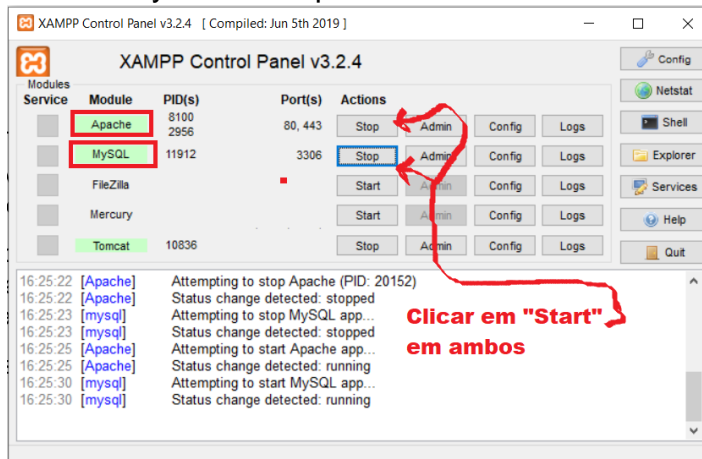 XAMPP Control Panel v3.2.4 [ Compiled: Jun 5th 2019 ]
XAMPP Control Panel v3.2.4
Config
Modules
Service Module PID(s) Port(s) Actions
Netstat
Apache 8100 2956 80, 443 Stop Admin Config Logs
Shell
MySQL 11912 3306 Stop Admin Config Logs
Explorer
FileZilla Start Admin Config Logs
Services
Mercury Start Admin Config Logs
Help
Tomcat 10836 Stop Admin Config Logs
Quit
16:25:22 [Apache] Attempting to stop Apache (PID: 20152)
16:25:22 [Apache] Status change detected: stopped
16:25:23 [mysql] Attempting to stop MySQL app...
16:25:23 [mysql] Status change detected: stopped
16:25:25 [Apache] Attempting to start Apache app...
16:25:25 [Apache] Status change detected: running
16:25:30 [mysql] Attempting to start MySQL app...
16:25:30 [mysql] Status change detected: running
Clicar em "Start"
em ambos